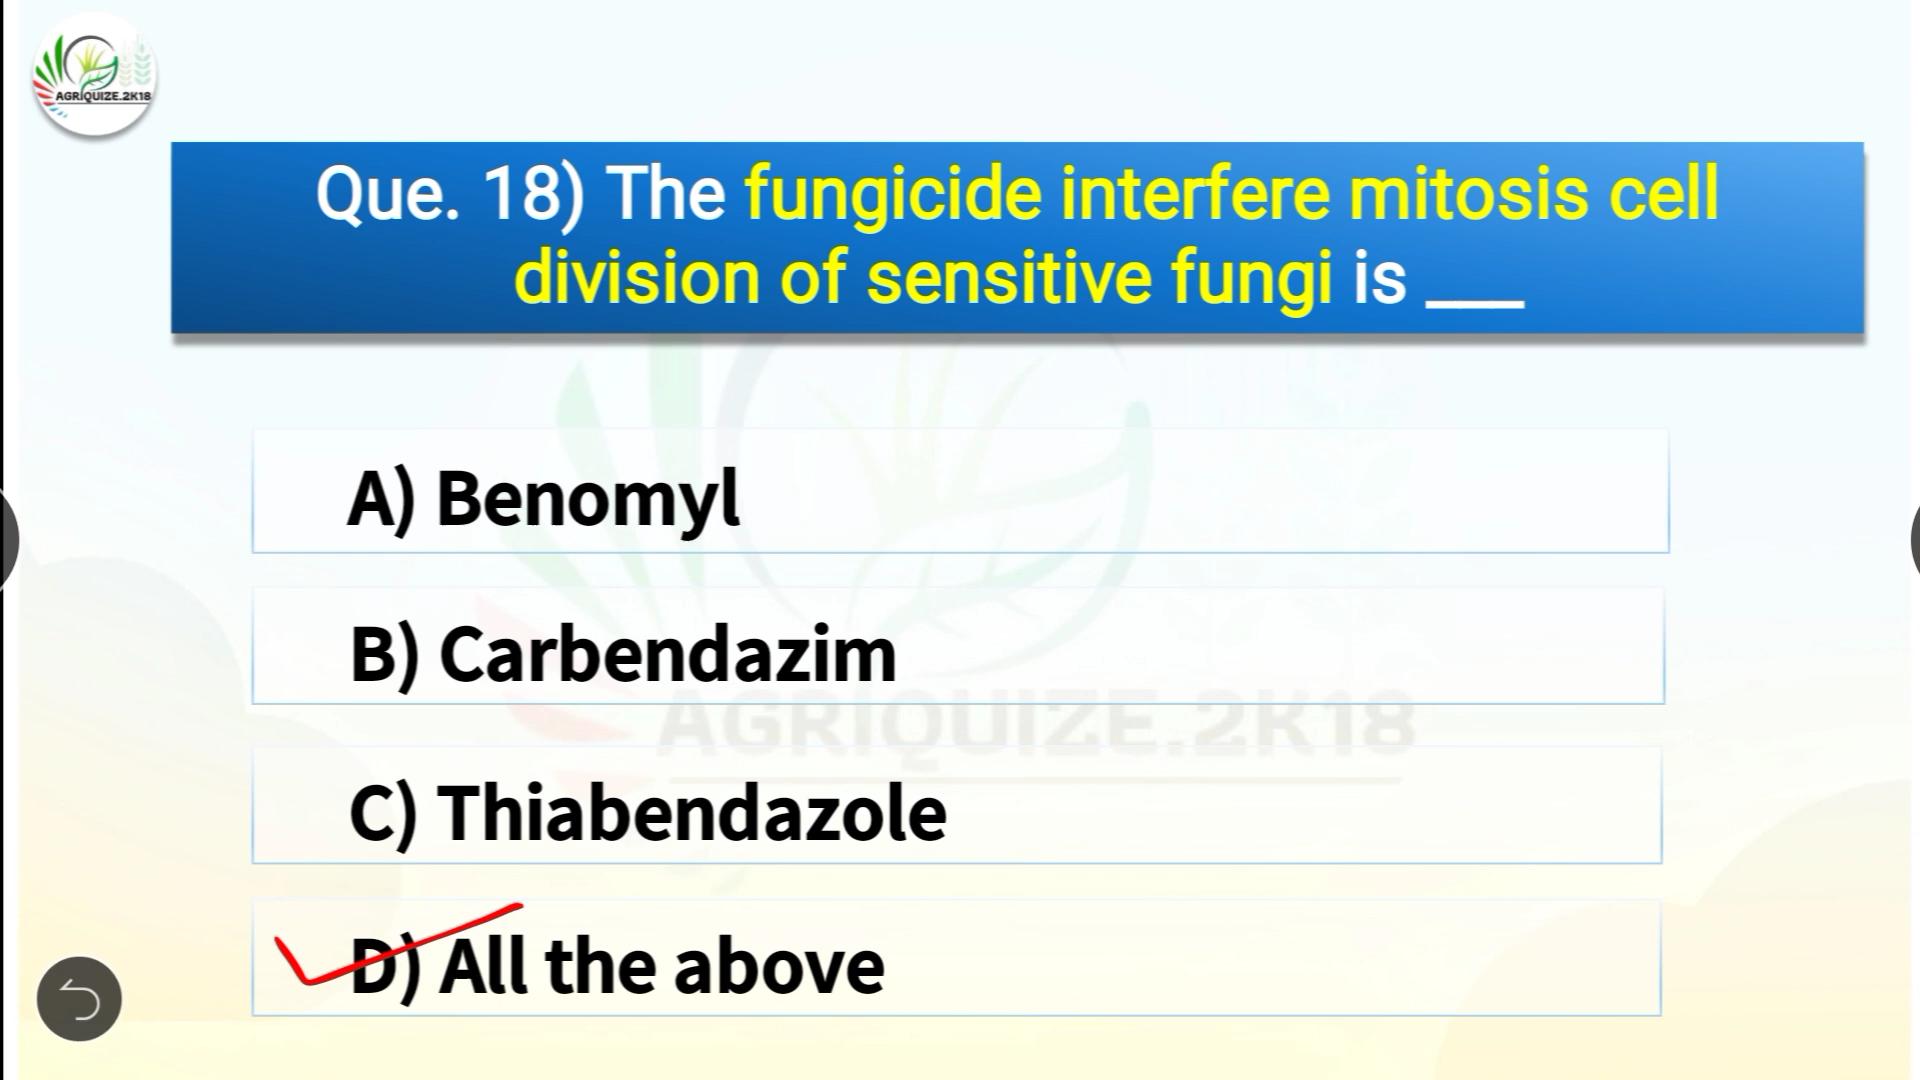 AGRIQUIZE.2K18
Que. 18) The fungicide interfere mitosis cell
division of sensitive fungi is ___
A) Benomyl
B) Carbendazim
AGRIQUIZE.2K18
C) Thiabendazole
D) All the above